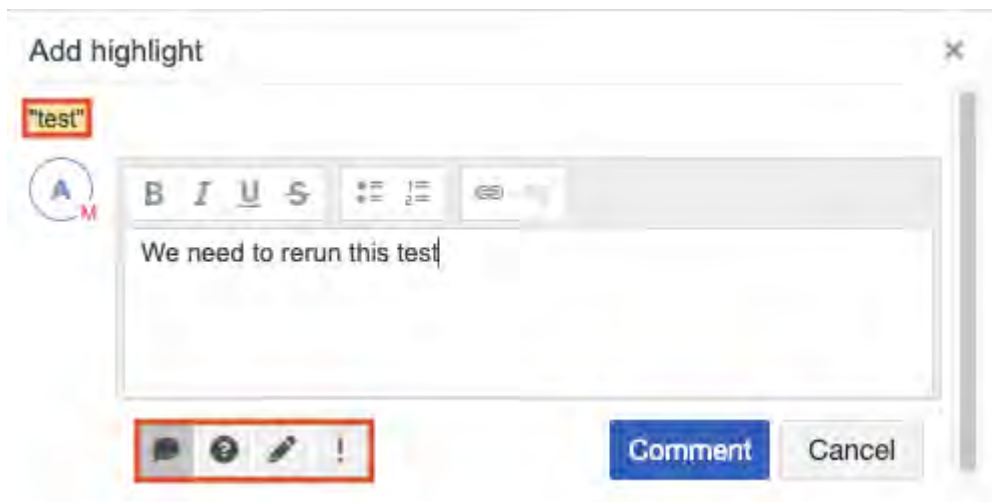 Add highlight ×
"test"
A M
B I U S
We need to rerun this test
Comment Cancel